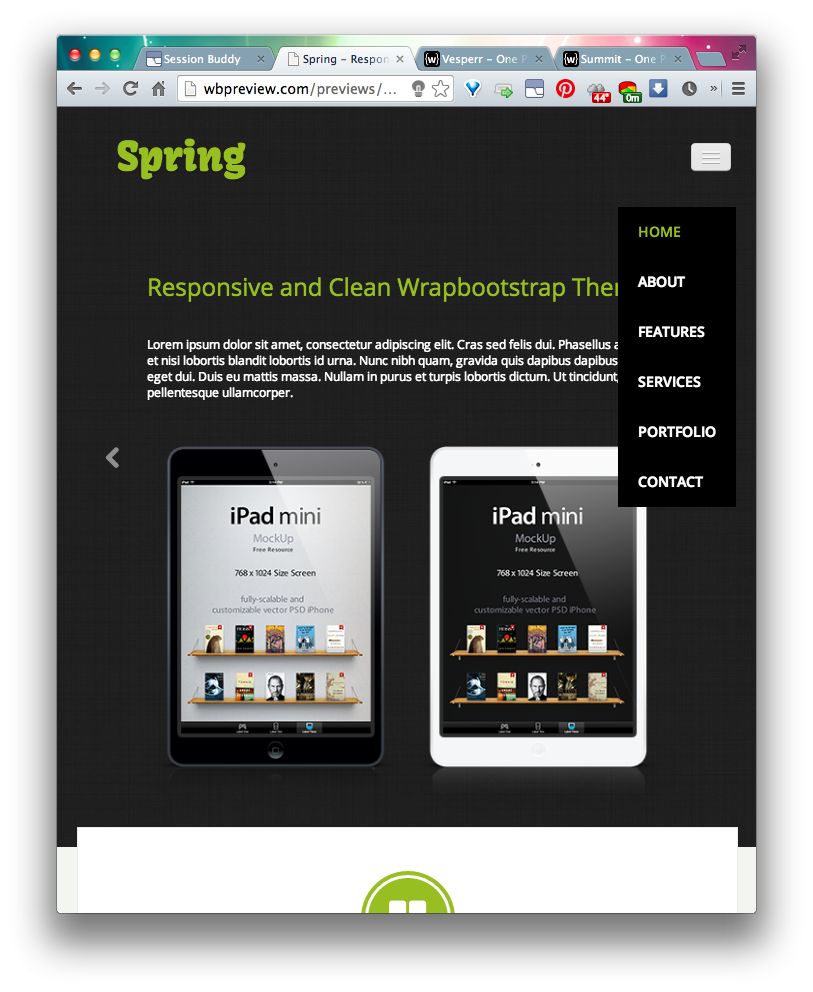 Session Buddy
Spring – Respon
Vesperr – One P
Summit – One P
wbpreview.com/previews/...
44°
0m
»
Spring
HOME
ABOUT
FEATURES
SERVICES
PORTFOLIO
CONTACT
Responsive and Clean Wrapbootstrap Ther
Lorem ipsum dolor sit amet, consectetur adipiscing elit. Cras sed felis dui. Phasellus a
et nisi lobortis blandit lobortis id urna. Nunc nibh quam, gravida quis dapibus dapibus
eget dui. Duis eu mattis massa. Nullam in purus et turpis lobortis dictum. Ut tincidunt,
pellentesque ullamcorper.
iPad mini
MockUp
Free Resource
768 x 1024 Size Screen
fully-scalable and
customizable vector PSD iPhone
iPad mini
MockUp
Free Resource
768 x 1024 Size Screen
fully-scalable and
customizable vector PSD iPhone